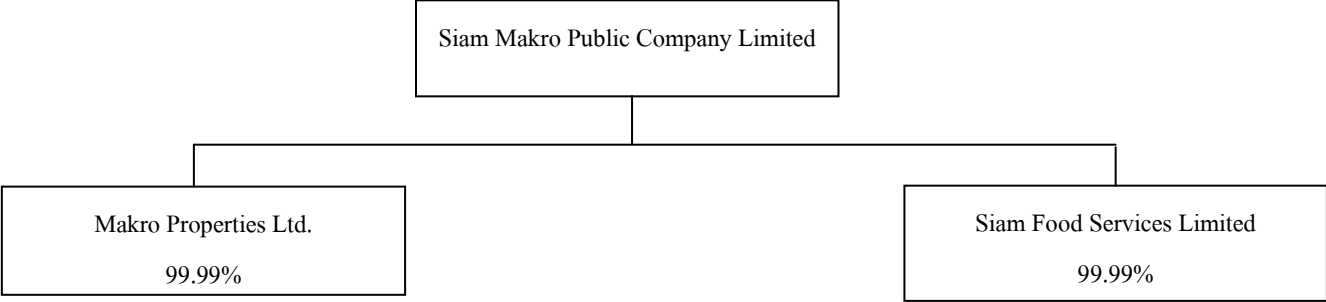 Siam Makro Public Company Limited
Makro Properties Ltd.
99.99%
Siam Food Services Limited
99.99%